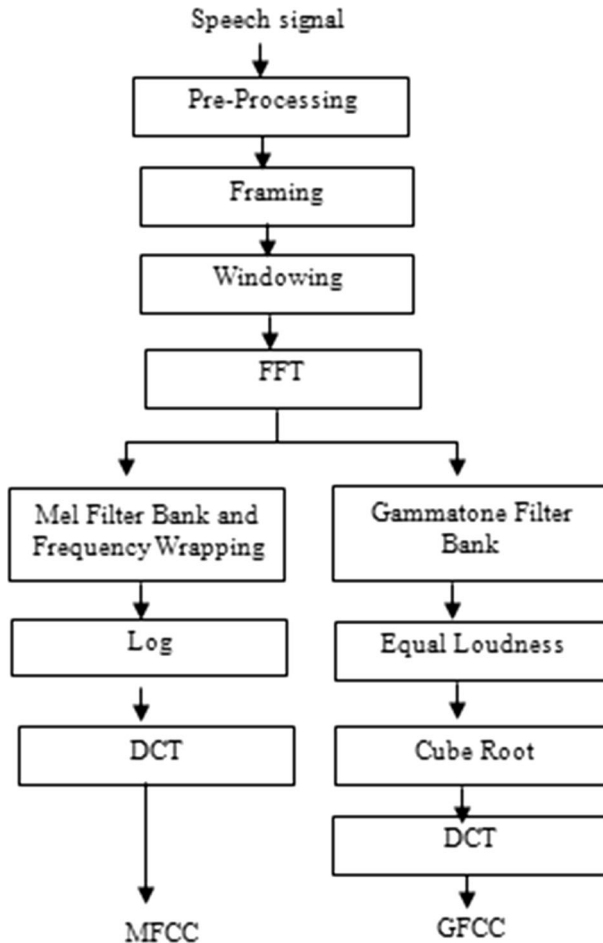 Speech signal
Pre-Processing
Framing
Windowing
FFT
Mel Filter Bank and
Frequency Wrapping
Log
DCT
MFCC
Gammatone Filter
Bank
Equal Loudness
Cube Root
DCT
GFCC